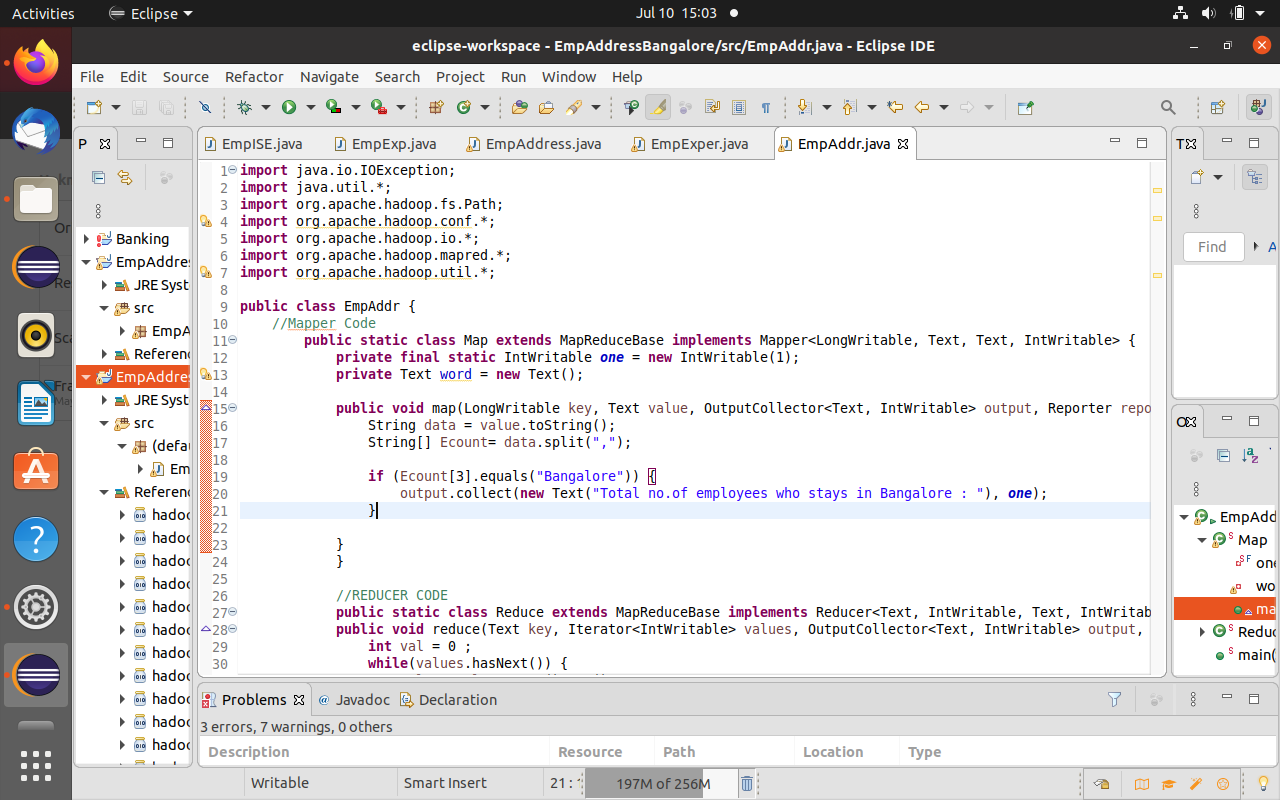 Activities Eclipse Jul 10 15:03
eclipse-workspace - EmpAddressBangalore/src/EmpAddr.java - Eclipse IDE
File Edit Source Refactor Navigate Search Project Run Window Help
P
EmpISE.java EmpExp.java EmpAddress.java EmpExper.java EmpAddr.java
Banking
EmpAddre
JRE Syst
src
EmpA
Referenc
EmpAddre
JRE Syst
src
(defau
Em
Referenc
hadoo
hadoo
hadoo
hadoo
hadoo
hadoo
hadoo
hadoo
hadoo
hadoo
hadoo
1 import java.io.IOException;
2 import java.util.*;
3 import org.apache.hadoop.fs.Path;
4 import org.apache.hadoop.conf.*;
5 import org.apache.hadoop.io.*;
6 import org.apache.hadoop.mapred.*;
7 import org.apache.hadoop.util.*;
8
9 public class EmpAddr {
10 //Mapper Code
11 public static class Map extends MapReduceBase implements Mapper<LongWritable, Text, Text, IntWritable> {
12 private final static IntWritable one = new IntWritable(1);
13 private Text word = new Text();
14
15 public void map(LongWritable key, Text value, OutputCollector<Text, IntWritable> output, Reporter repo
16 String data = value.toString();
17 String[] Ecount= data.split(",");
18
19 if (Ecount[3].equals("Bangalore")) {
20 output.collect(new Text("Total no.of employees who stays in Bangalore : "), one);
21 }
22
23 }
24 }
25
26 //REDUCER CODE
27 public static class Reduce extends MapReduceBase implements Reducer<Text, IntWritable, Text, IntWritab
28 public void reduce(Text key, Iterator<IntWritable> values, OutputCollector<Text, IntWritable> output,
29 int val = 0 ;
30 while(values.hasNext()) {
T
Find
A
O
EmpAdd
Map
one
wo
ma
Reduc
main(
Problems Javadoc Declaration
3 errors, 7 warnings, 0 others
Description Resource Path Location Type
Writable Smart Insert 21 : 197M of 256M